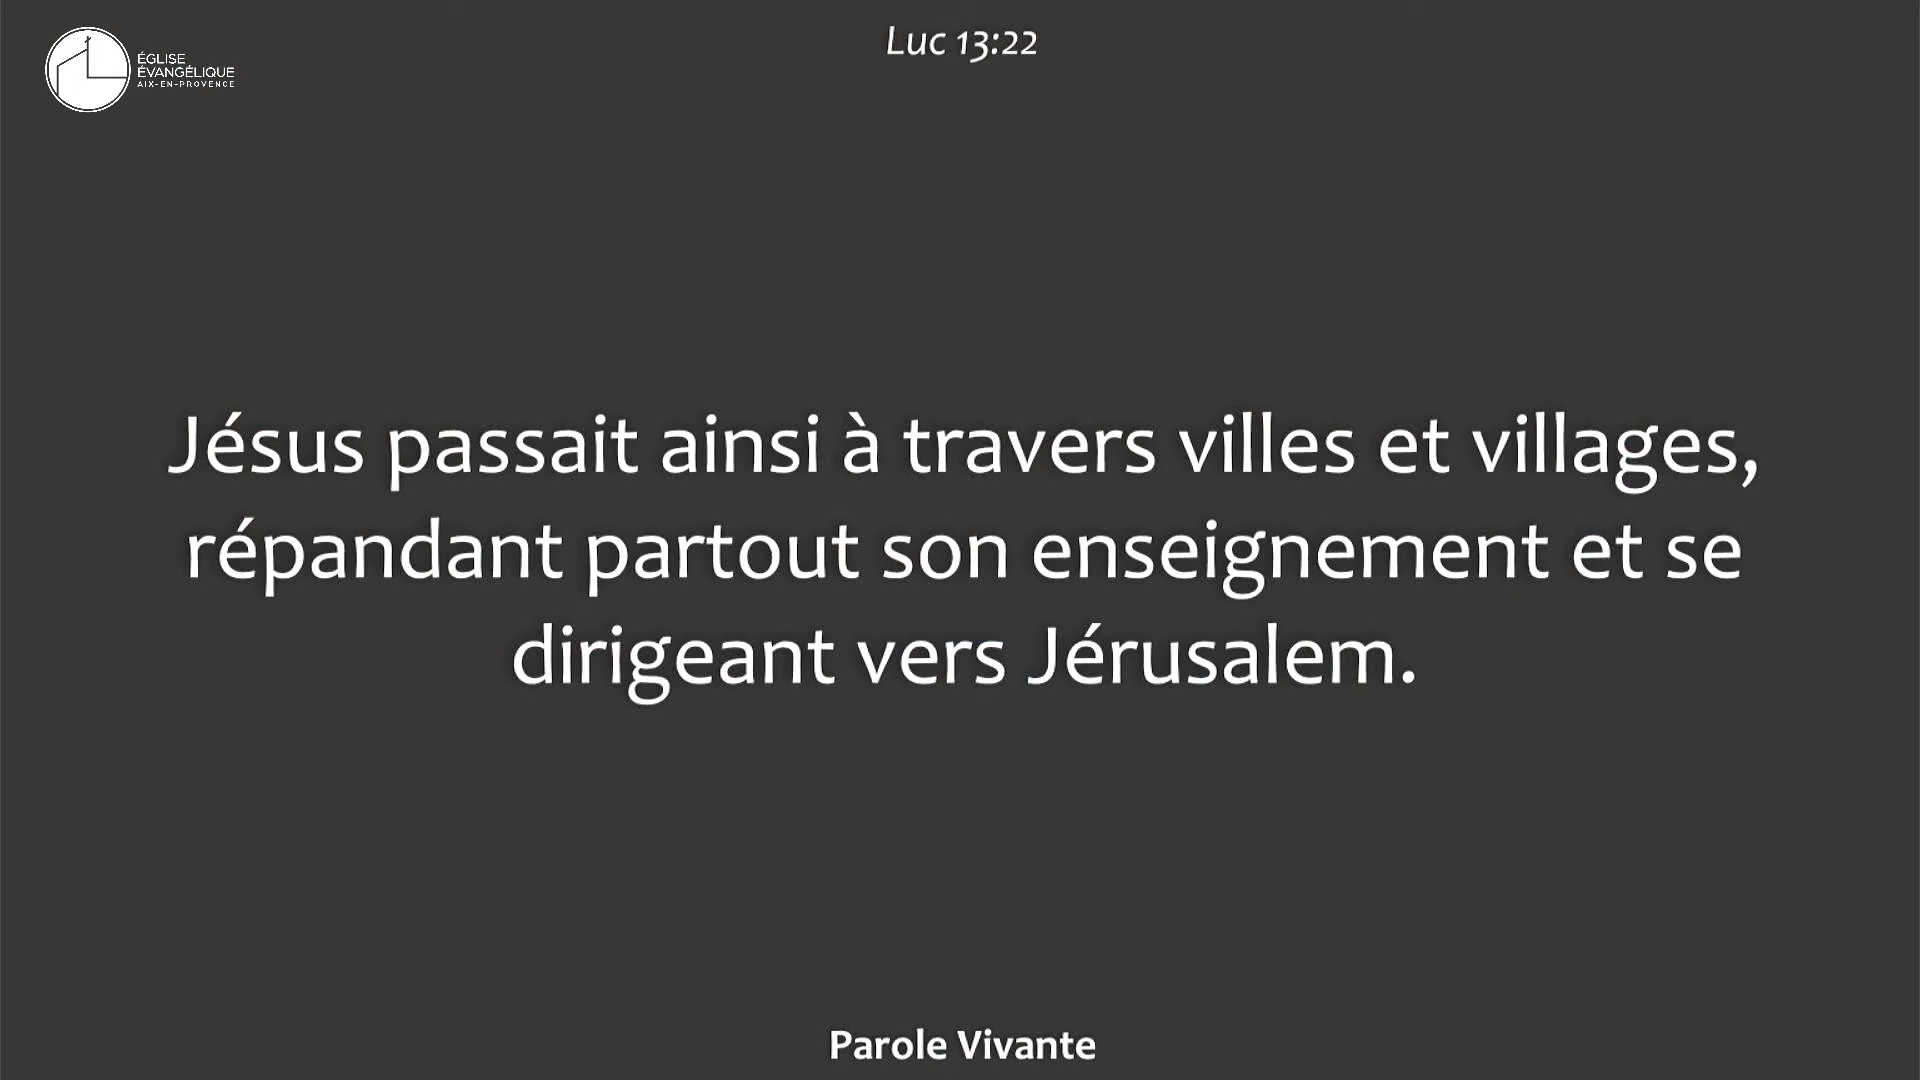 ÉGLISE
ÉVANGÉLIQUE
AIX-EN-PROVENCE
Luc 13:22
Jésus passait ainsi à travers villes et villages,
répandant partout son enseignement et se
dirigeant vers Jérusalem.
Parole Vivante